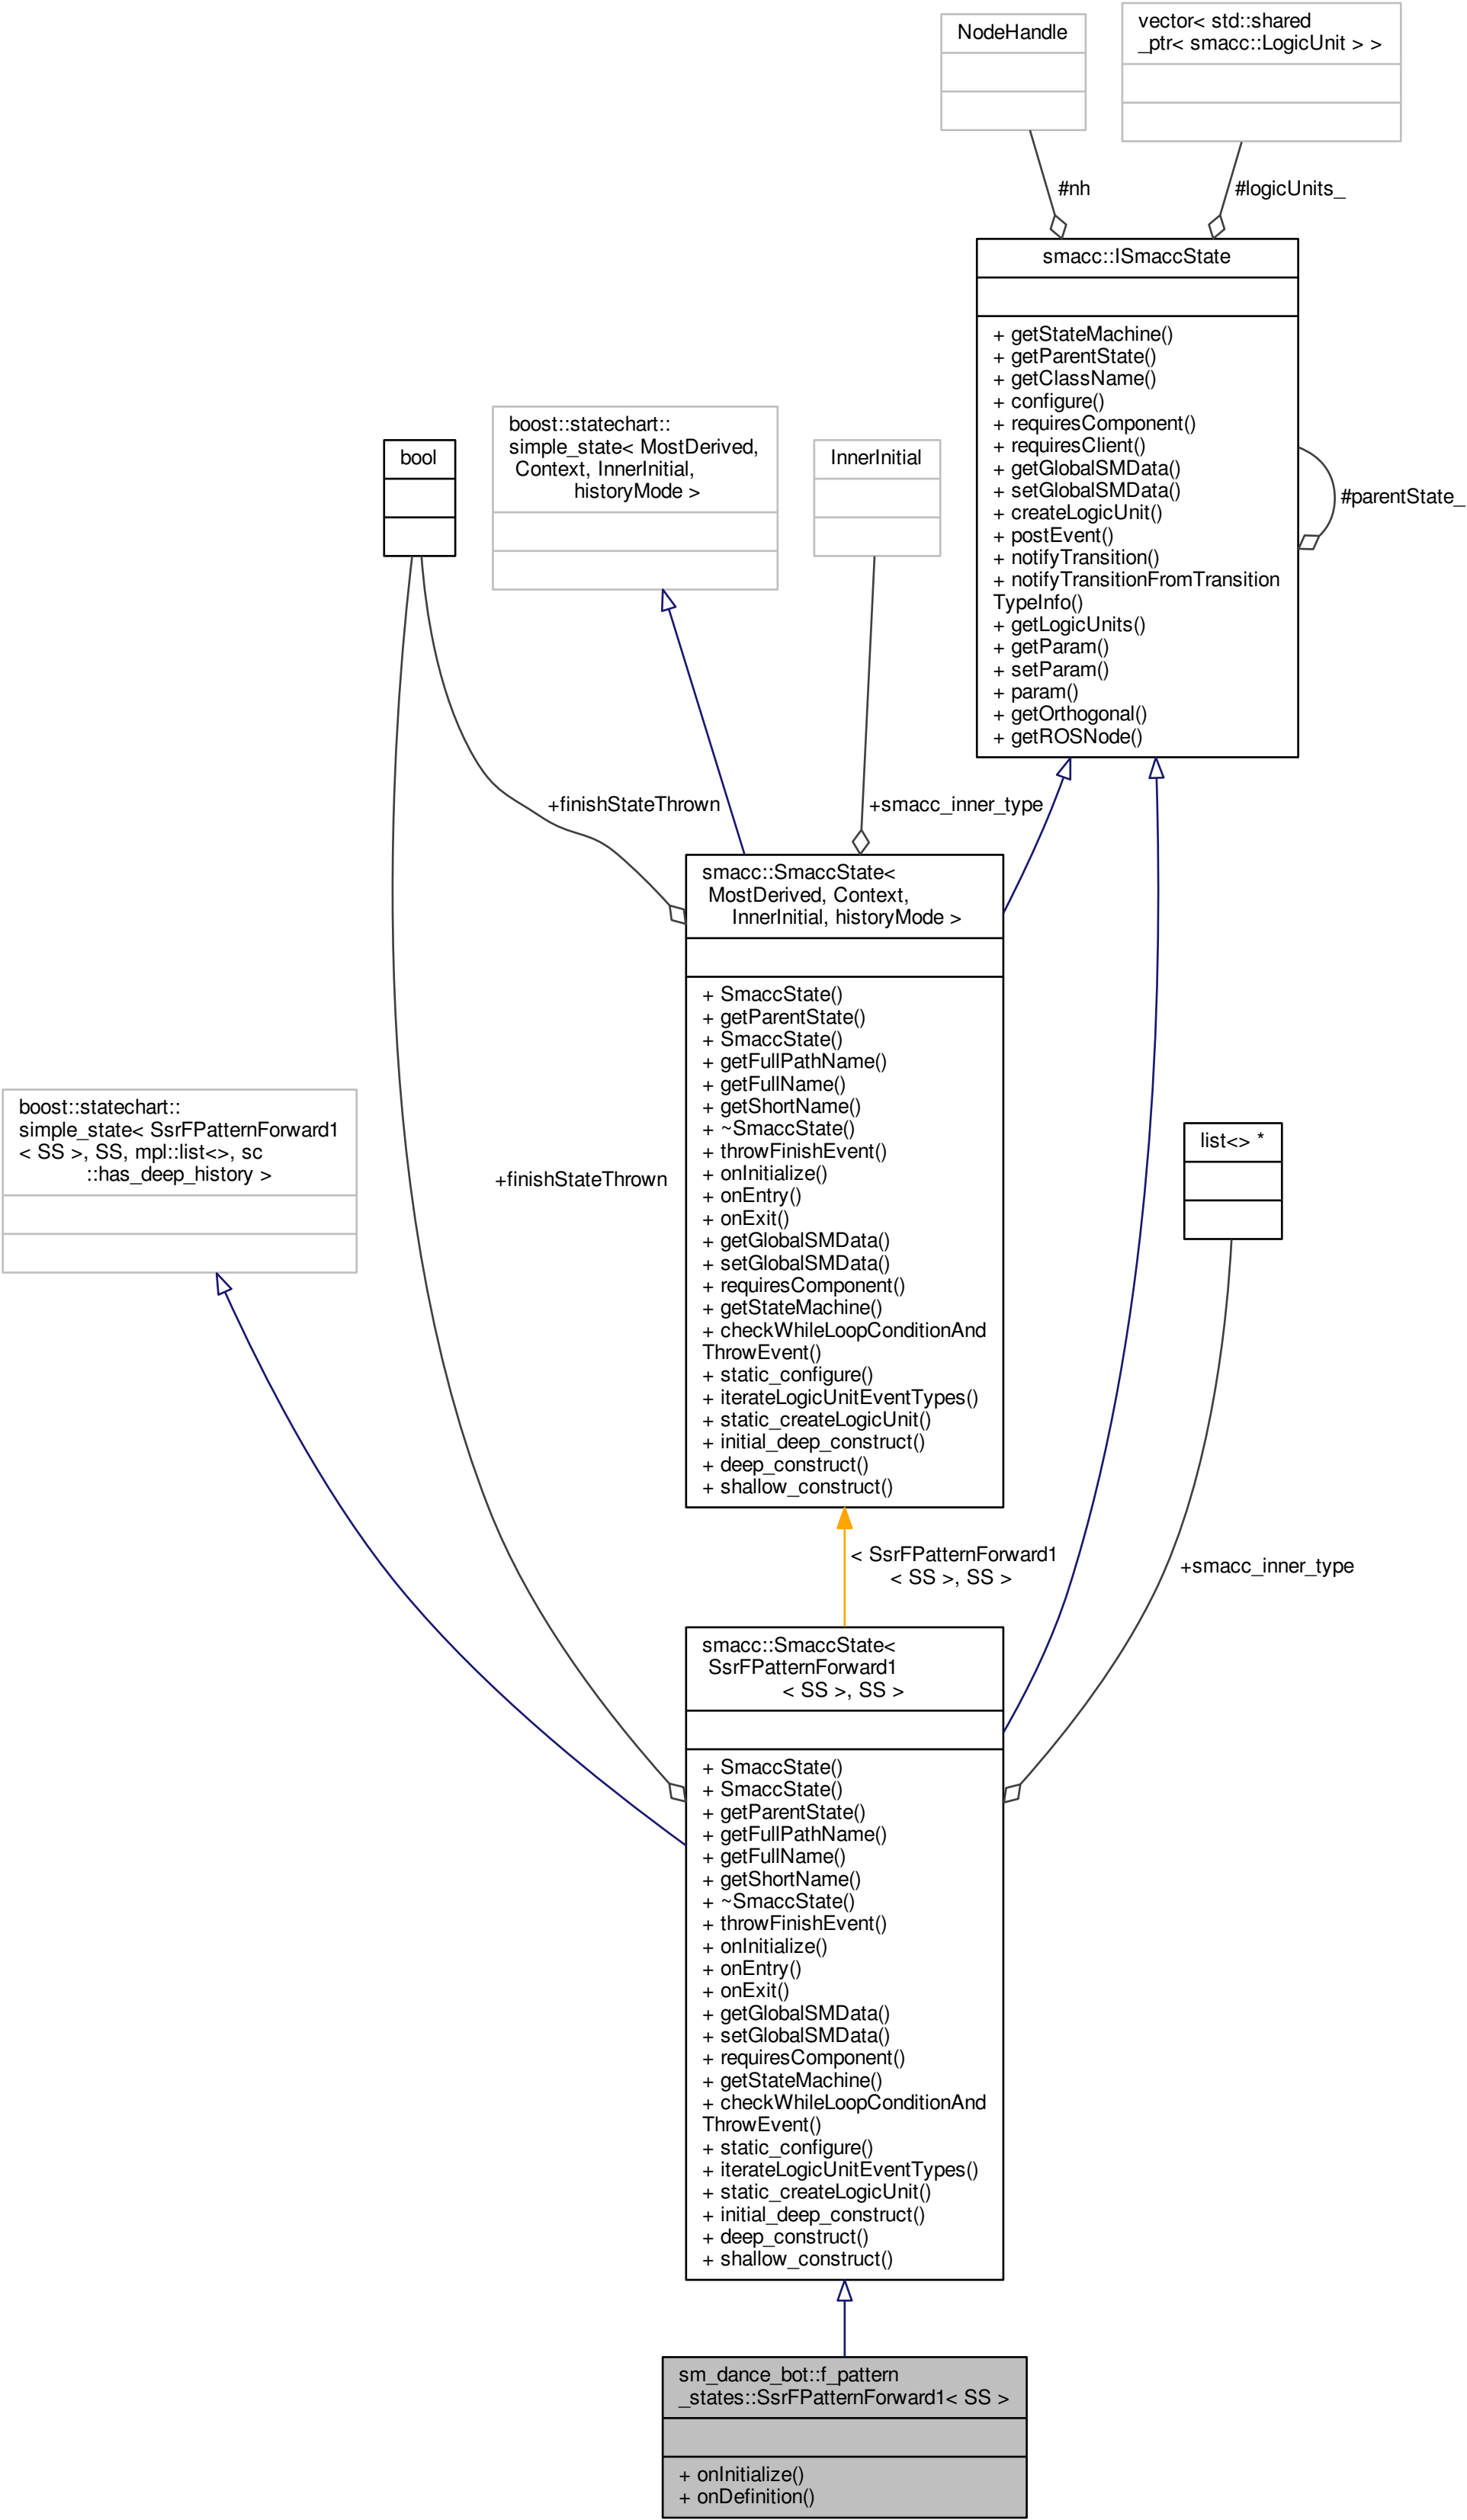 NodeHandle
vector< std::shared
_ptr< smacc::LogicUnit > >
#nh
#logicUnits_
smacc::ISmaccState
+ getStateMachine()
+ getParentState()
+ getClassName()
+ configure()
+ requiresComponent()
+ requiresClient()
+ getGlobalSMData()
+ setGlobalSMData()
+ createLogicUnit()
+ postEvent()
+ notifyTransition()
+ notifyTransitionFromTransition
TypeInfo()
+ getLogicUnits()
+ getParam()
+ setParam()
+ param()
+ getOrthogonal()
+ getROSNode()
#parentState_
bool
boost::statechart::
simple_state< MostDerived,
Context, InnerInitial,
historyMode >
InnerInitial
+finishStateThrown
+smacc_inner_type
smacc::SmaccState<
MostDerived, Context,
InnerInitial, historyMode >
+ SmaccState()
+ getParentState()
+ SmaccState()
+ getFullPathName()
+ getFullName()
+ getShortName()
+ ~SmaccState()
+ throwFinishEvent()
+ onInitialize()
+ onEntry()
+ onExit()
+ getGlobalSMData()
+ setGlobalSMData()
+ requiresComponent()
+ getStateMachine()
+ checkWhileLoopConditionAnd
ThrowEvent()
+ static_configure()
+ iterateLogicUnitEventTypes()
+ static_createLogicUnit()
+ initial_deep_construct()
+ deep_construct()
+ shallow_construct()
boost::statechart::
simple_state< SsrFPatternForward1
< SS >, SS, mpl::list<>, sc
::has_deep_history >
+finishStateThrown
list<> *
< SsrFPatternForward1
< SS >, SS >
+smacc_inner_type
smacc::SmaccState<
SsrFPatternForward1
< SS >, SS >
+ SmaccState()
+ SmaccState()
+ getParentState()
+ getFullPathName()
+ getFullName()
+ getShortName()
+ ~SmaccState()
+ throwFinishEvent()
+ onInitialize()
+ onEntry()
+ onExit()
+ getGlobalSMData()
+ setGlobalSMData()
+ requiresComponent()
+ getStateMachine()
+ checkWhileLoopConditionAnd
ThrowEvent()
+ static_configure()
+ iterateLogicUnitEventTypes()
+ static_createLogicUnit()
+ initial_deep_construct()
+ deep_construct()
+ shallow_construct()
sm_dance_bot::f_pattern
_states::SsrFPatternForward1< SS >
+ onInitialize()
+ onDefinition()